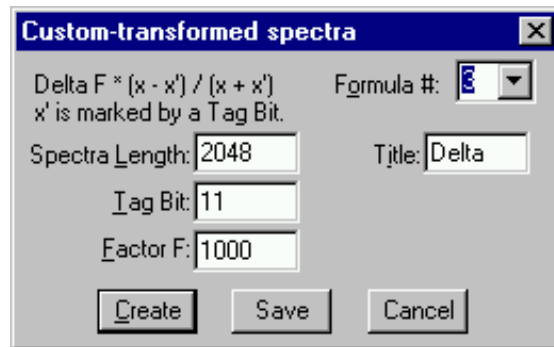 Custom-transformed spectra
Delta F * (x - x') / (x + x')
x' is marked by a Tag Bit.
Formula #: 3
Spectra Length: 2048
Title: Delta
Tag Bit: 11
Factor F: 1000
Create Save Cancel